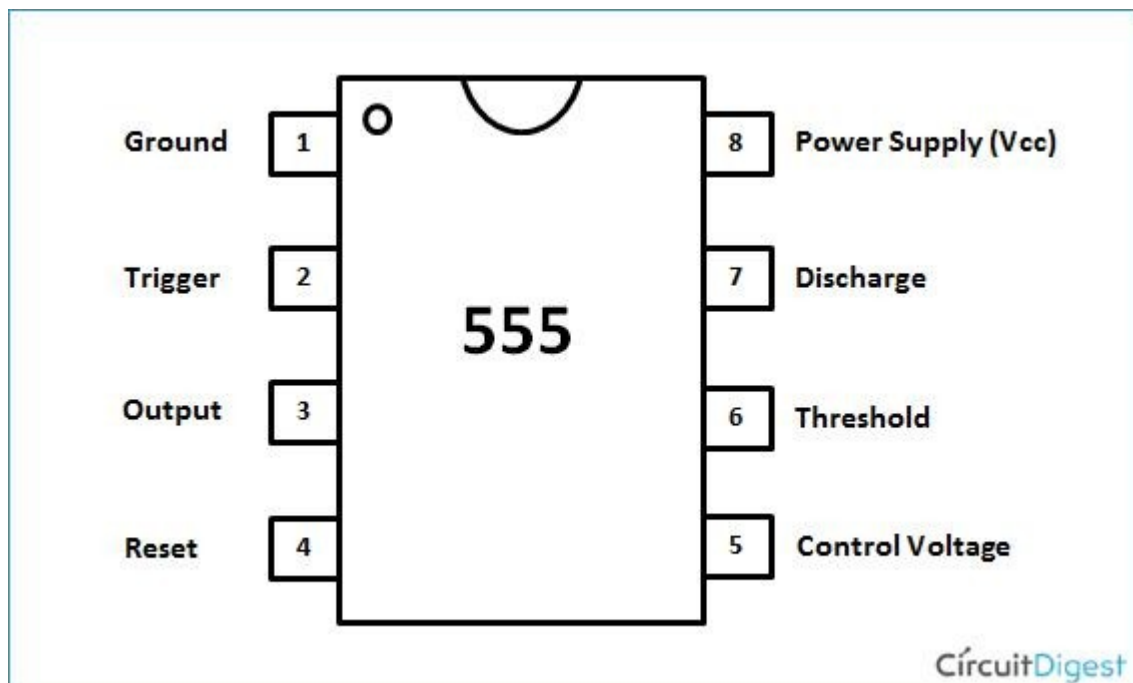 Ground 1 8 Power Supply (Vcc)
Trigger 2 7 Discharge
555
Output 3 6 Threshold
Reset 4 5 Control Voltage
CírcuitDigest